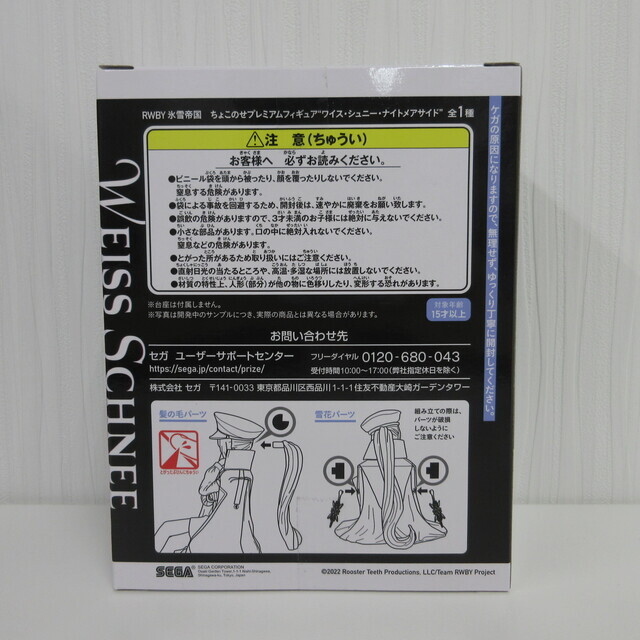 RWBY 氷雪帝国　ちょこのせプレミアムフィギュア"ワイス・シュニー・ナイトメアサイド" 全1種
⚠注 意(ちゅうい)
お客様へ 必ずお読みください。
●ビニール袋を頭から被ったり、顔を覆ったりしないでください。
窒息する危険があります。
●袋による事故を回避するため、開封後は、速やかに廃棄をお願い致します。
●誤飲の危険がありますので、3才未満のお子様には絶対に与えないでください。
●小さな部品があります。口の中に絶対入れないでください。
窒息などの危険があります。
●とがった所があるため取り扱いにはご注意ください。
●直射日光の当たるところや、高温・多湿な場所には放置しないでください。
●材質の特性上、人形(部分)が他の物に色移りしたり、変形する恐れがあります。
※台座は付属しません。
※写真は開発中のサンプルにつき、実際の商品とは異なる場合があります。
対象年齢
15才以上
お問い合わせ先
セガ ユーザーサポートセンター
https://sega.jp/contact/prize/
フリーダイヤル 0120-680-043
受付時間10:00~17:00(弊社指定休日を除く)
株式会社 セガ 〒141-0033 東京都品川区西品川1-1-1住友不動産大崎ガーデンタワー
髪の毛パーツ
雪花パーツ
組み立ての際は、
パーツが破損
しないように
ご注意ください
SEGA
SEGA CORPORATION
©2022 Rooster Teeth Productions, LLC/Team RWBY Project
WEISS SCHNEE
ケガの原因になりますので、無理せず、ゆっくり丁寧に開封してください。